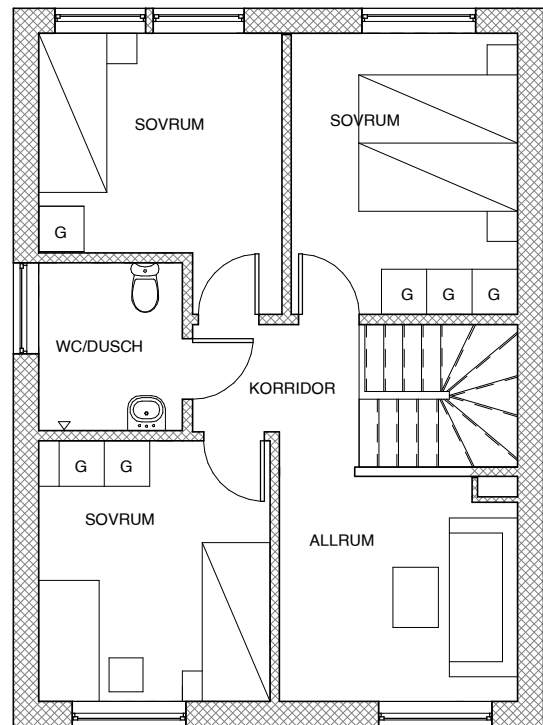 SOVRUM
SOVRUM
G
G G G
WC/DUSCH
KORRIDOR
G G
SOVRUM
ALLRUM